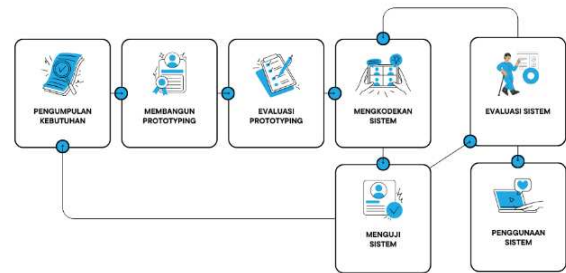 PENGUMPULAN
KEBUTUHAN
MEMBANGUN
PROTOTYPING
EVALUASI
PROTOTYPING
MENGKODEKAN
SISTEM
EVALUASI SISTEM
MENGUJI
SISTEM
PENGGUNAAN
SISTEM